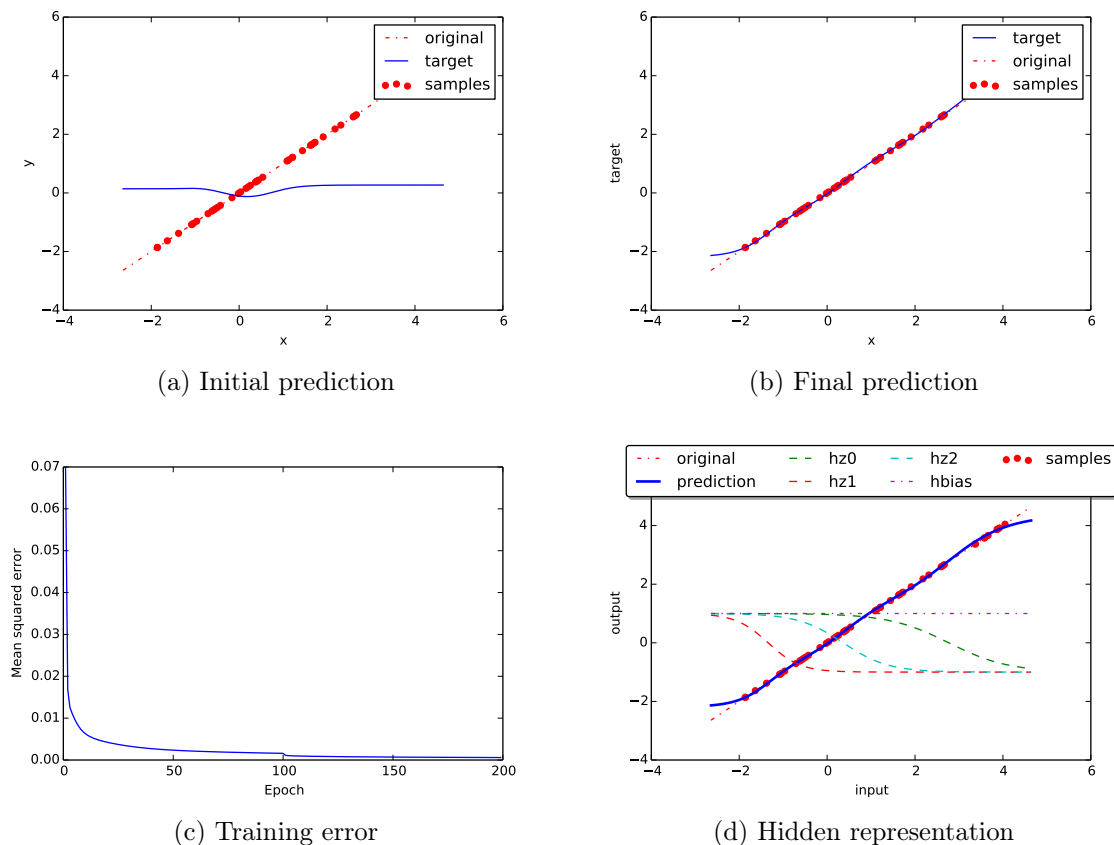 6
4
2
0
−2
−4
y
original
target
samples
−4 −2 0 2 4 6
x
(a) Initial prediction
6
4
2
0
−2
−4
target
target
original
samples
−4 −2 0 2 4 6
x
(b) Final prediction
0.07
0.06
0.05
0.04
0.03
0.02
0.01
0.00
Mean squared error
0 50 100 150 200
Epoch
(c) Training error
original hz0 hz2 samples
prediction hz1 hbias
4
2
0
−2
−4
output
−4 −2 0 2 4 6
input
(d) Hidden representation